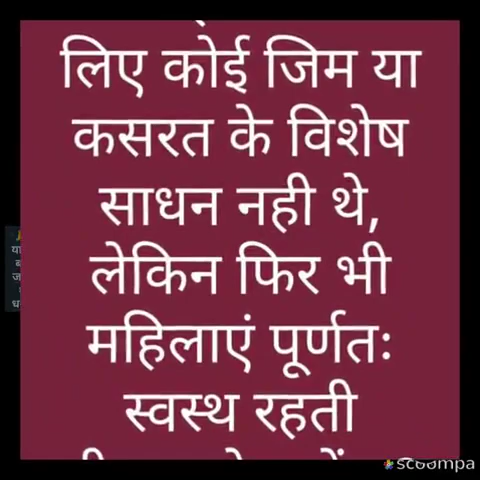 लिए कोई जिम या
कसरत के विशेष
साधन नही थे,
लेकिन फिर भी
महिलाएं पूर्णतः
स्वस्थ रहती
scoompa